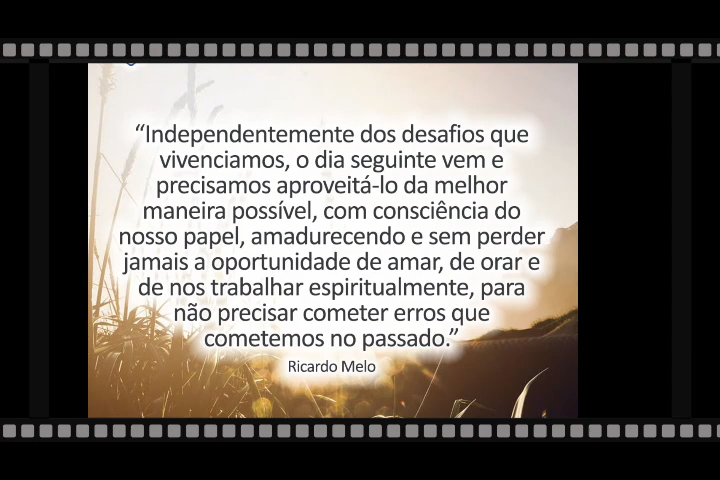 “Independentemente dos desafios que
vivenciamos, o dia seguinte vem e
precisamos aproveitá-lo da melhor
maneira possível, com consciência do
nosso papel, amadurecendo e sem perder
jamais a oportunidade de amar, de orar e
de nos trabalhar espiritualmente, para
não precisar cometer erros que
cometemos no passado.”
Ricardo Melo